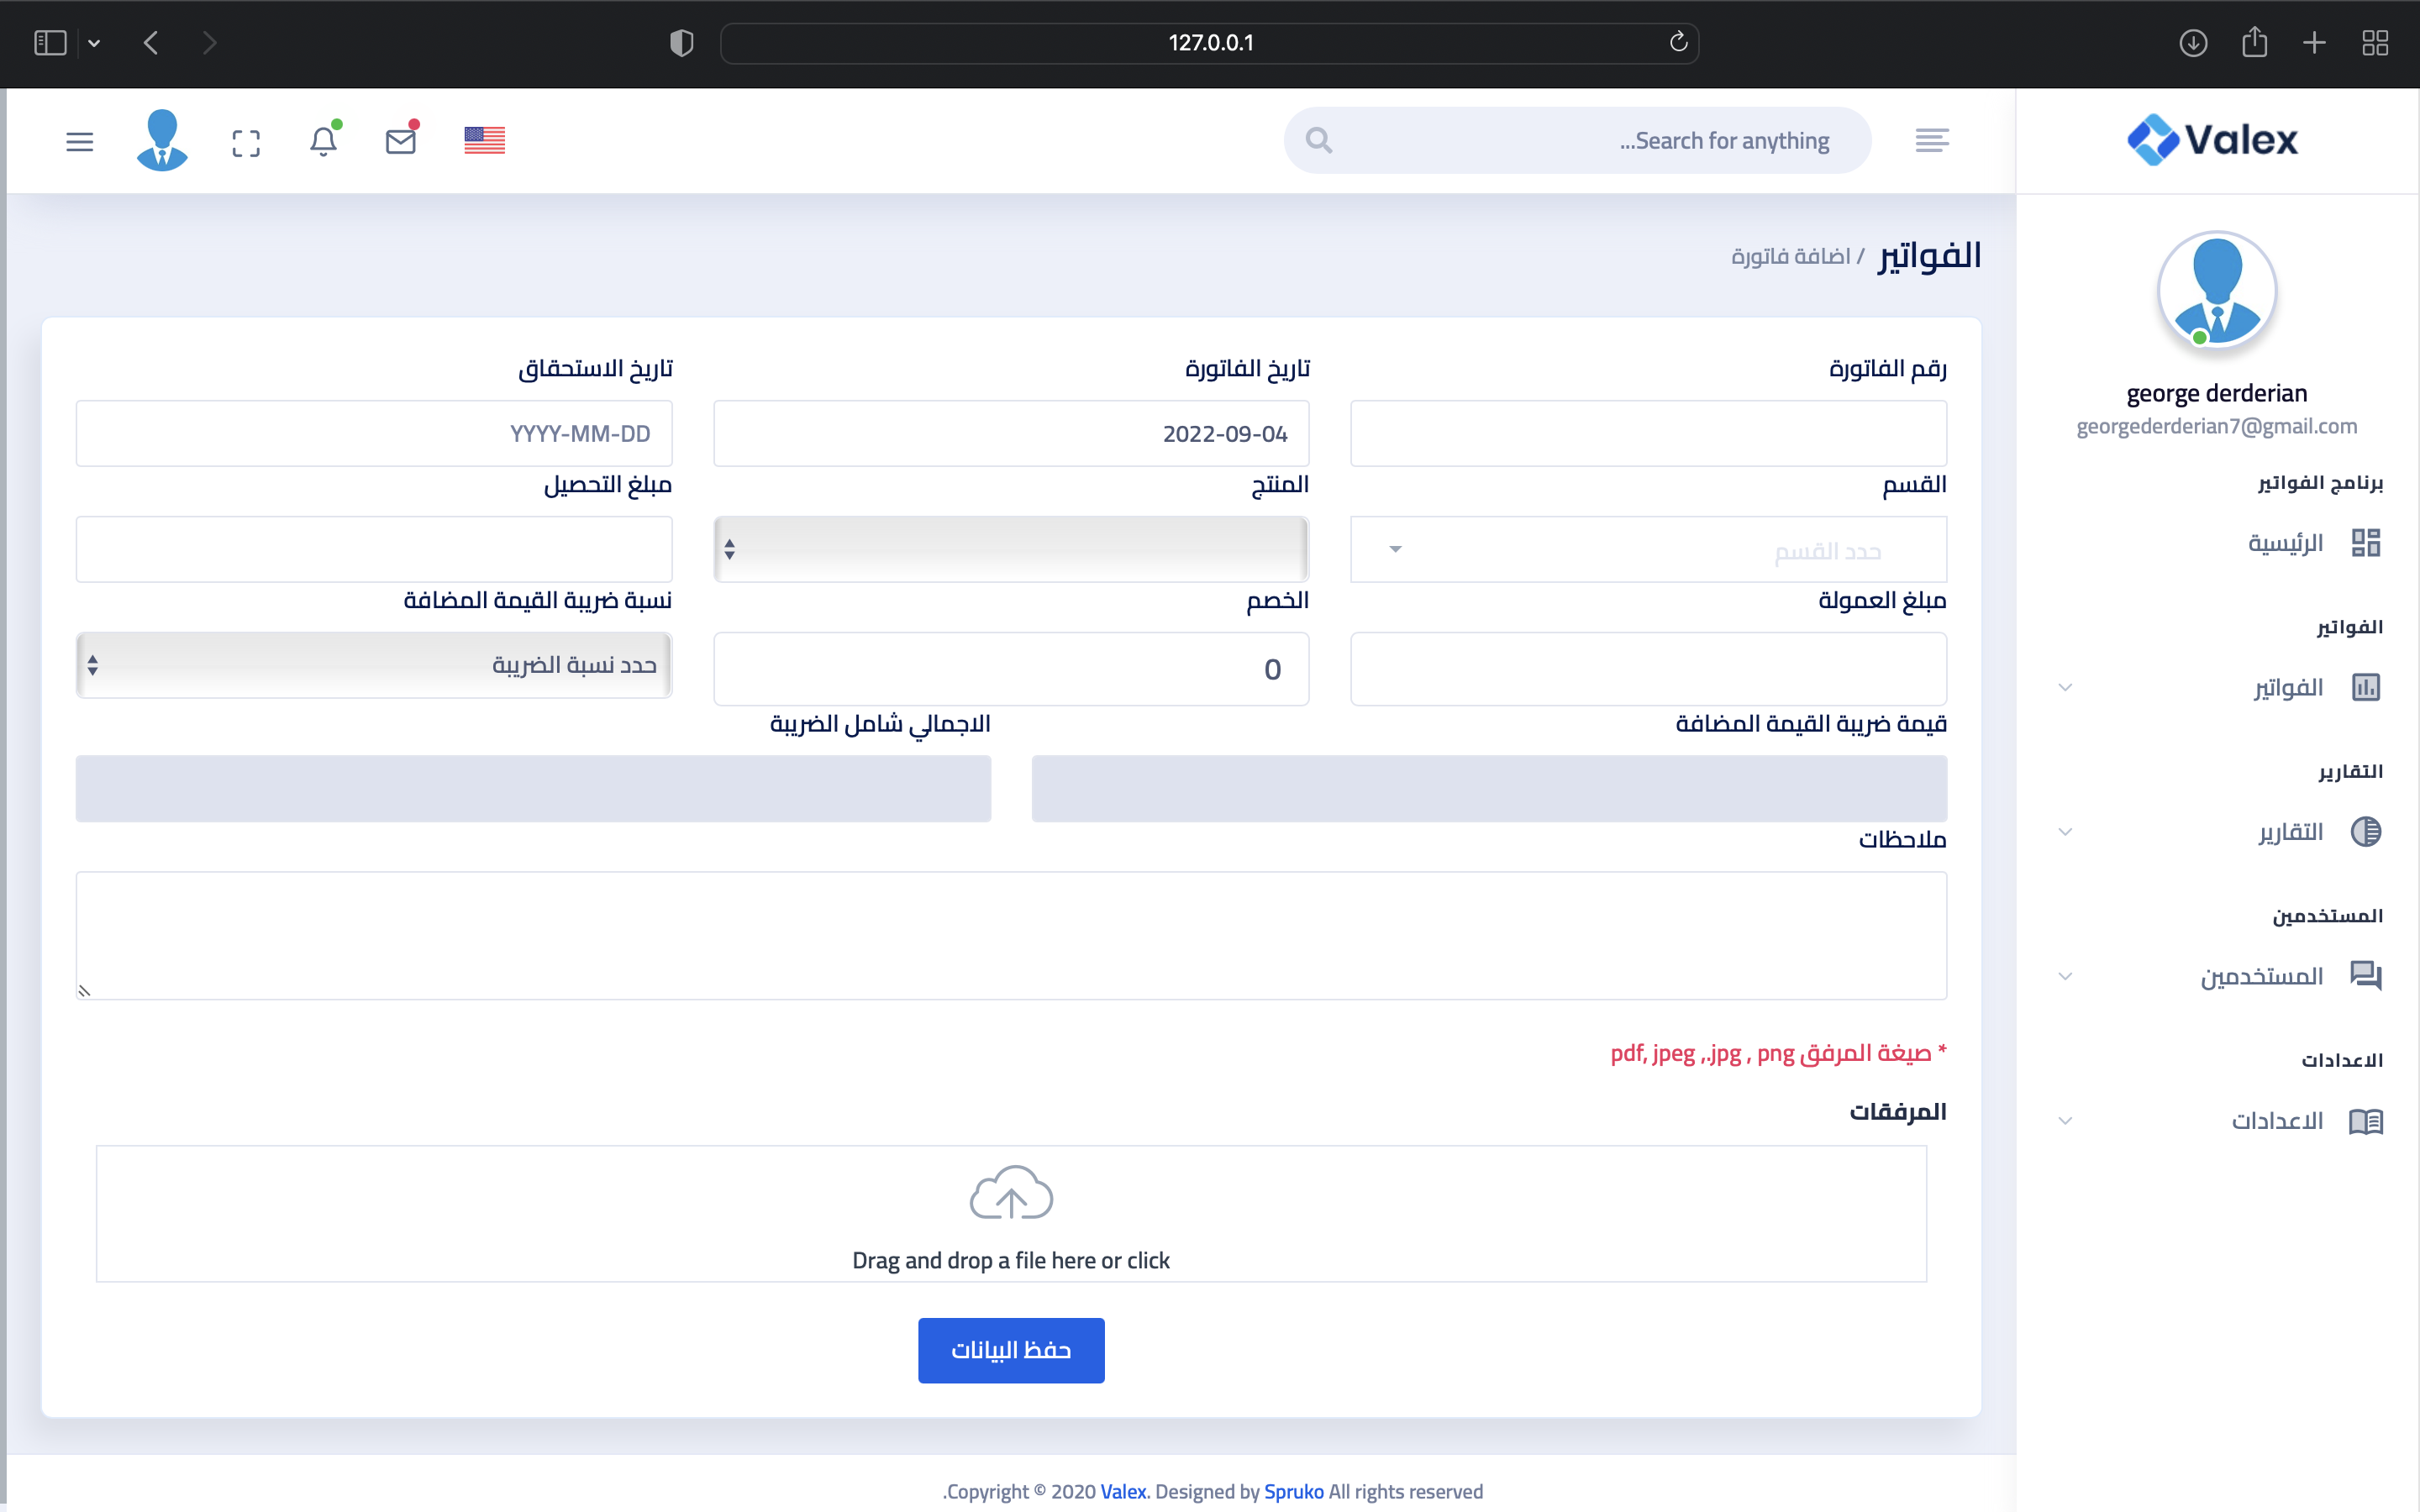 127.0.0.1
Search for anything...
Valex
george derderian
georgederderian7@gmail.com
برنامج الفواتير
الرئيسية
الفواتير
الفواتير
التقارير
التقارير
المستخدمين
المستخدمين
الاعدادات
الاعدادات
الفواتير / اضافة فاتورة
رقم الفاتورة
تاريخ الفاتورة
تاريخ الاستحقاق
2022-09-04
YYYY-MM-DD
القسم
المنتج
مبلغ التحصيل
حدد القسم
مبلغ العمولة
الخصم
نسبة ضريبة القيمة المضافة
0
حدد نسبة الضريبة
قيمة ضريبة القيمة المضافة
الاجمالي شامل الضريبة
ملاحظات
* صيغة المرفق pdf, jpeg ,.jpg , png
المرفقات
Drag and drop a file here or click
حفظ البيانات
Copyright © 2020 Valex. Designed by Spruko All rights reserved.